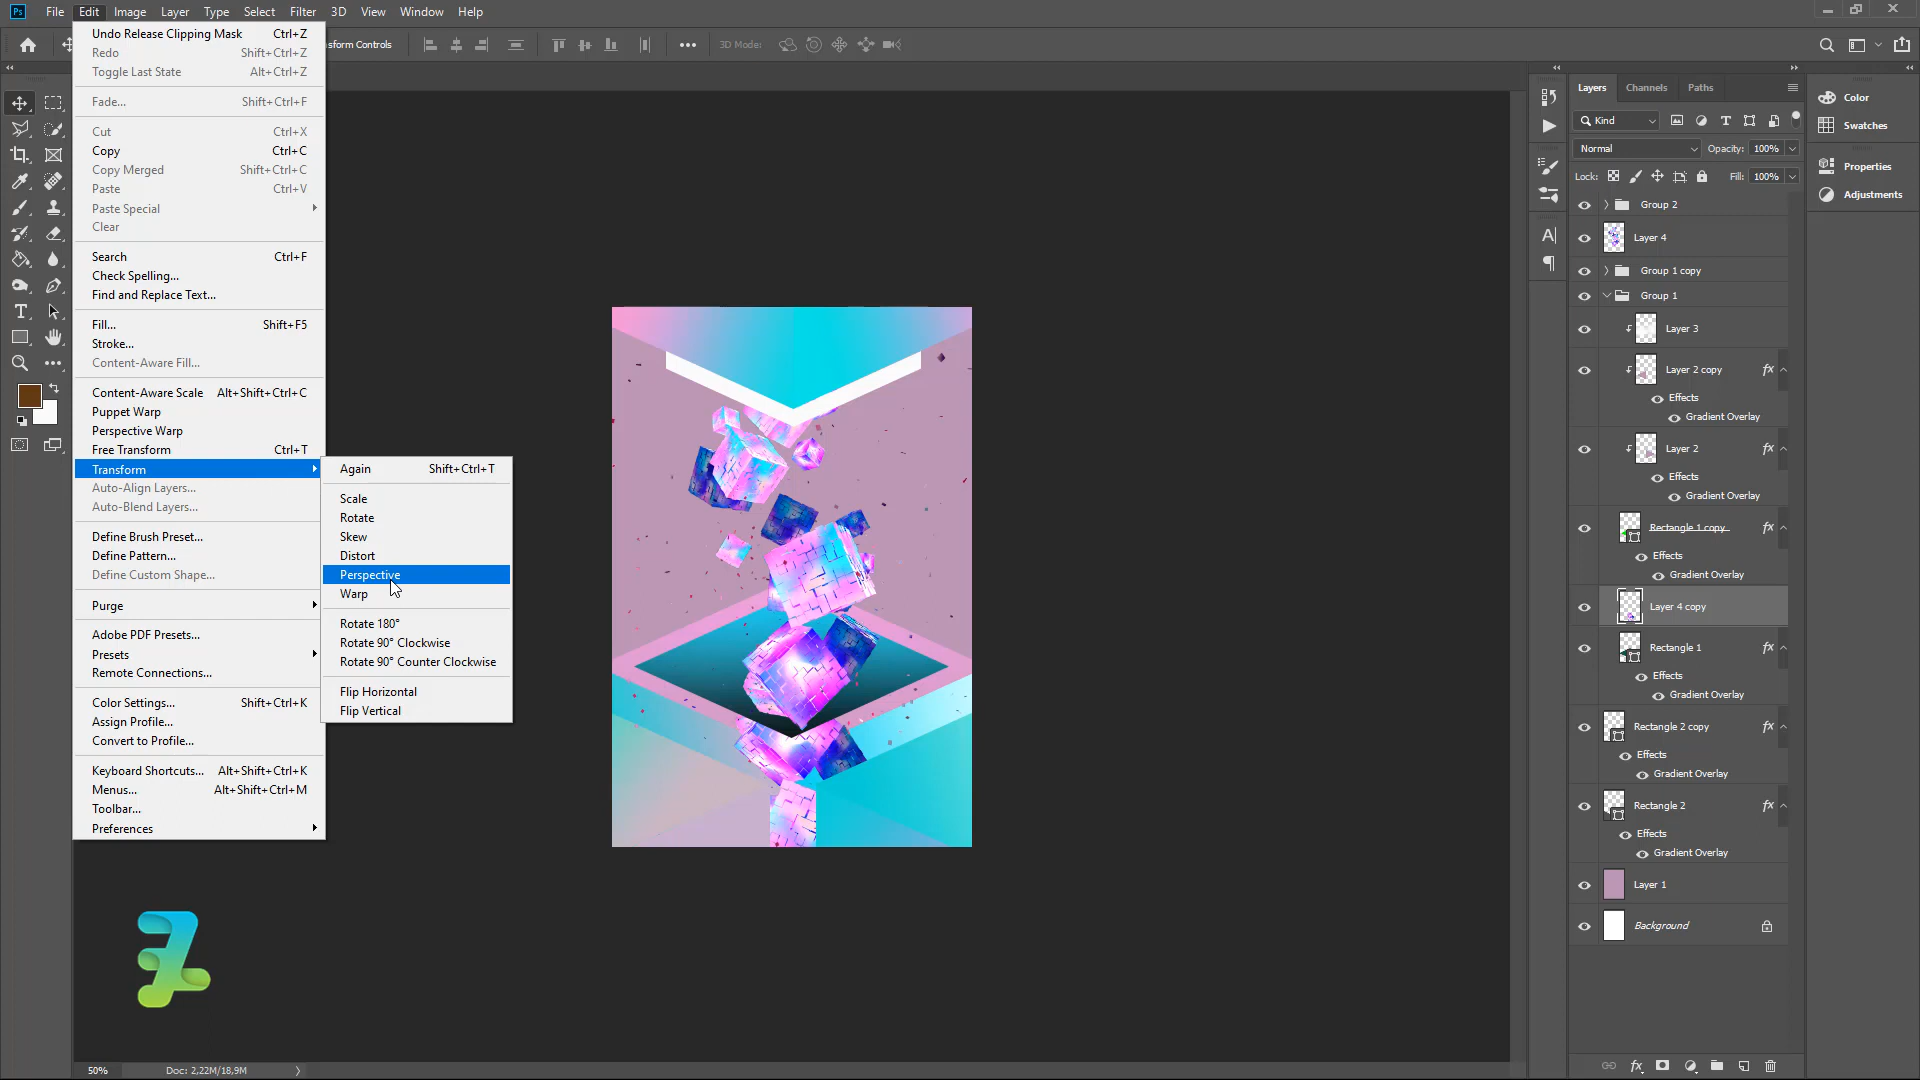 Ps File Edit Image Layer Type Select Filter 3D View Window Help
Undo Release Clipping Mask Ctrl+Z
Redo Shift+Ctrl+Z
Toggle Last State Alt+Ctrl+Z
Fade... Shift+Ctrl+F
Cut Ctrl+X
Copy Ctrl+C
Copy Merged Shift+Ctrl+C
Paste Ctrl+V
Paste Special
Clear
Search Ctrl+F
Check Spelling...
Find and Replace Text...
Fill... Shift+F5
Stroke...
Content-Aware Fill...
Content-Aware Scale Alt+Shift+Ctrl+C
Puppet Warp
Perspective Warp
Free Transform Ctrl+T
Transform
Auto-Align Layers...
Auto-Blend Layers...
Define Brush Preset...
Define Pattern...
Define Custom Shape...
Purge
Adobe PDF Presets...
Presets
Remote Connections...
Color Settings... Shift+Ctrl+K
Assign Profile...
Convert to Profile...
Keyboard Shortcuts... Alt+Shift+Ctrl+K
Menus... Alt+Shift+Ctrl+M
Toolbar...
Preferences
Again Shift+Ctrl+T
Scale
Rotate
Skew
Distort
Perspective
Warp
Rotate 180°
Rotate 90° Clockwise
Rotate 90° Counter Clockwise
Flip Horizontal
Flip Vertical
Controls
3D Mode:
Layers Channels Paths
Kind
Normal Opacity: 100%
Lock: Fill: 100%
Group 2
Layer 4
Group 1 copy
Group 1
Layer 3
Layer 2 copy fx
Effects
Gradient Overlay
Layer 2 fx
Effects
Gradient Overlay
Rectangle 1 copy fx
Effects
Gradient Overlay
Layer 4 copy
Rectangle 1 fx
Effects
Gradient Overlay
Rectangle 2 copy fx
Effects
Gradient Overlay
Rectangle 2 fx
Effects
Gradient Overlay
Layer 1
Background
Color
Swatches
Properties
Adjustments
50% Doc: 2,22M/18,9M